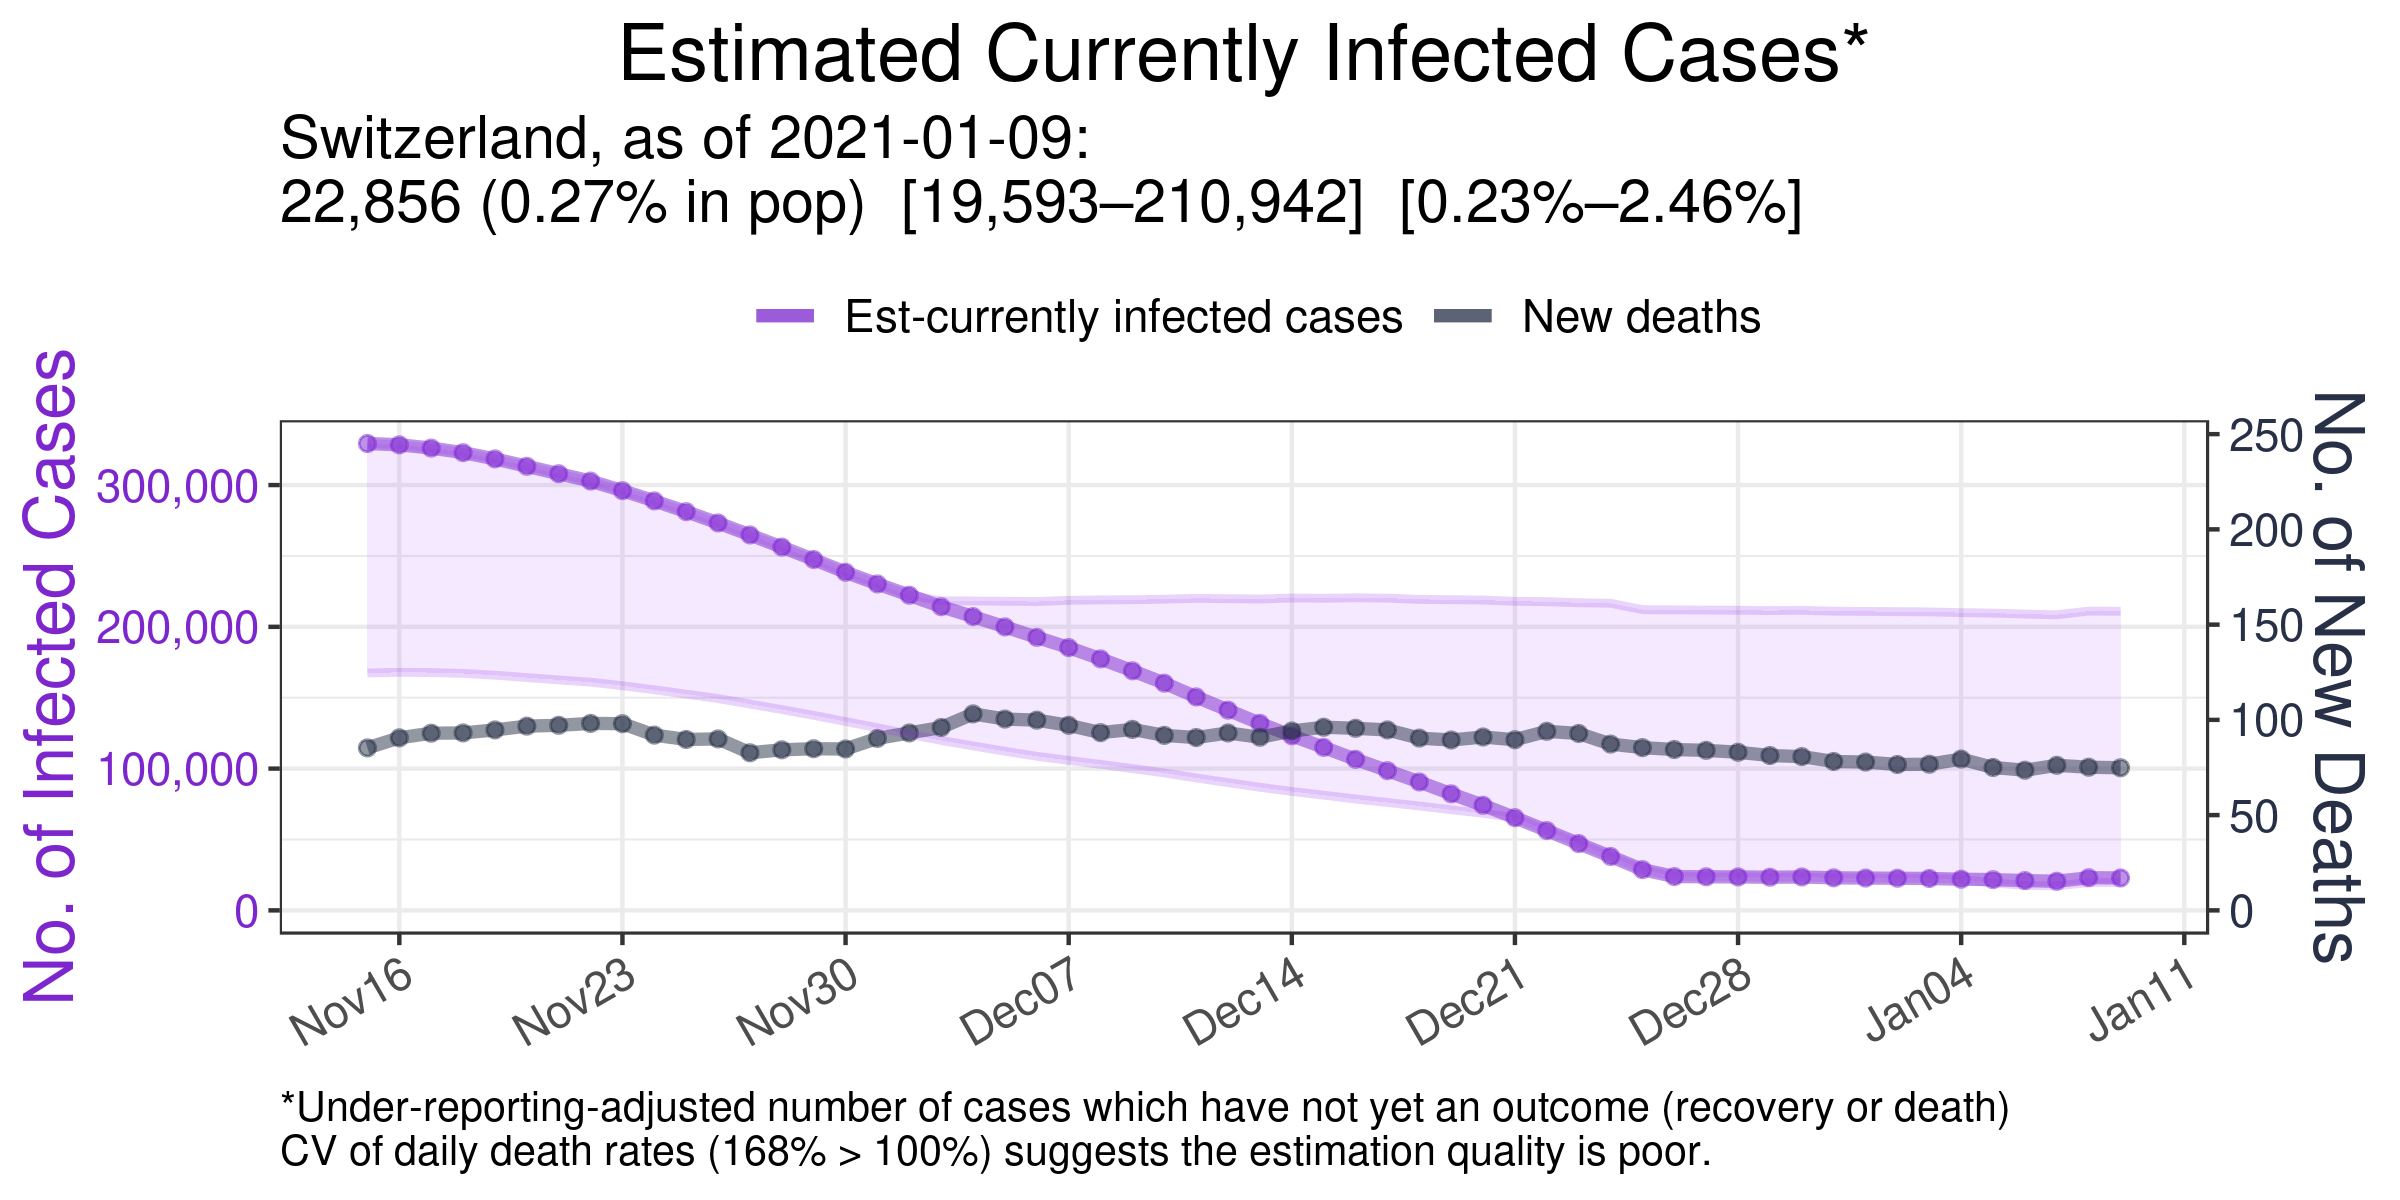 Estimated Currently Infected Cases*
Switzerland, as of 2021-01-09:
22,856 (0.27% in pop)  [19,593–210,942]  [0.23%–2.46%]
Est-currently infected cases
New deaths
No. of Infected Cases
300,000
200,000
100,000
0
250
200
150
100
50
0
No. of New Deaths
Nov16
Nov23
Nov30
Dec07
Dec14
Dec21
Dec28
Jan04
Jan11
*Under-reporting-adjusted number of cases which have not yet an outcome (recovery or death)
CV of daily death rates (168% > 100%) suggests the estimation quality is poor.